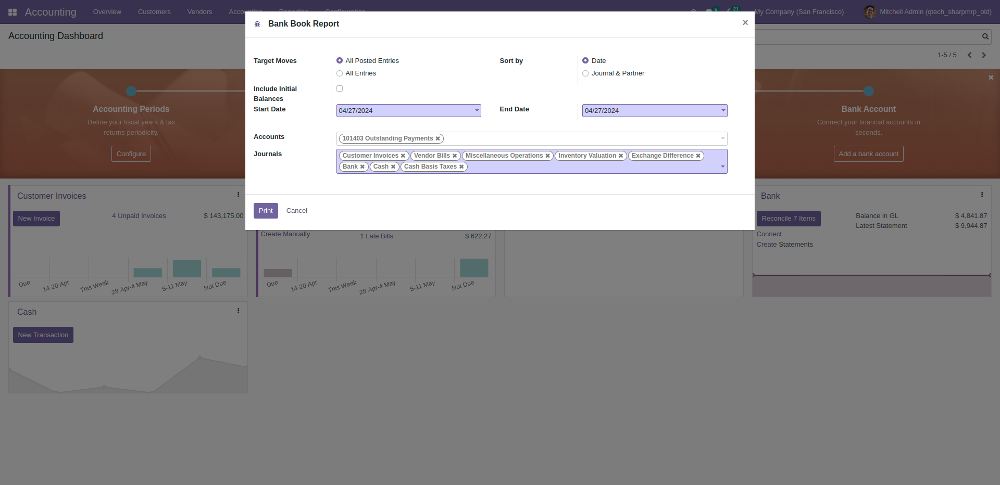 Accounting
Overview
Customers
Vendors
Accounting
Reporting
Configuration
5
21
My Company (San Francisco)
Mitchell Admin (qtech_sharpmrp_old)
Accounting Dashboard
1-5 / 5
Bank Book Report
Target Moves
All Posted Entries
All Entries
Sort by
Date
Journal & Partner
Include Initial
Balances
Start Date
04/27/2024
End Date
04/27/2024
Accounts
101403 Outstanding Payments
Journals
Customer Invoices Vendor Bills Miscellaneous Operations Inventory Valuation Exchange Difference
Bank Cash Cash Basis Taxes
Print
Cancel
Accounting Periods
Define your fiscal years & tax
returns periodicity.
Configure
Bank Account
Connect your financial accounts in
seconds.
Add a bank account
Customer Invoices
New Invoice
4 Unpaid Invoices
$ 143,175.00
Due
14-20 Apr
This Week
28 Apr-4 May
5-11 May
Not Due
Create Manually
1 Late Bills
$ 622.27
Due
14-20 Apr
This Week
28 Apr-4 May
5-11 May
Not Due
Bank
Reconcile 7 Items
Balance in GL
$ 4,841.87
Latest Statement
$ 9,944.87
Connect
Create Statements
Cash
New Transaction